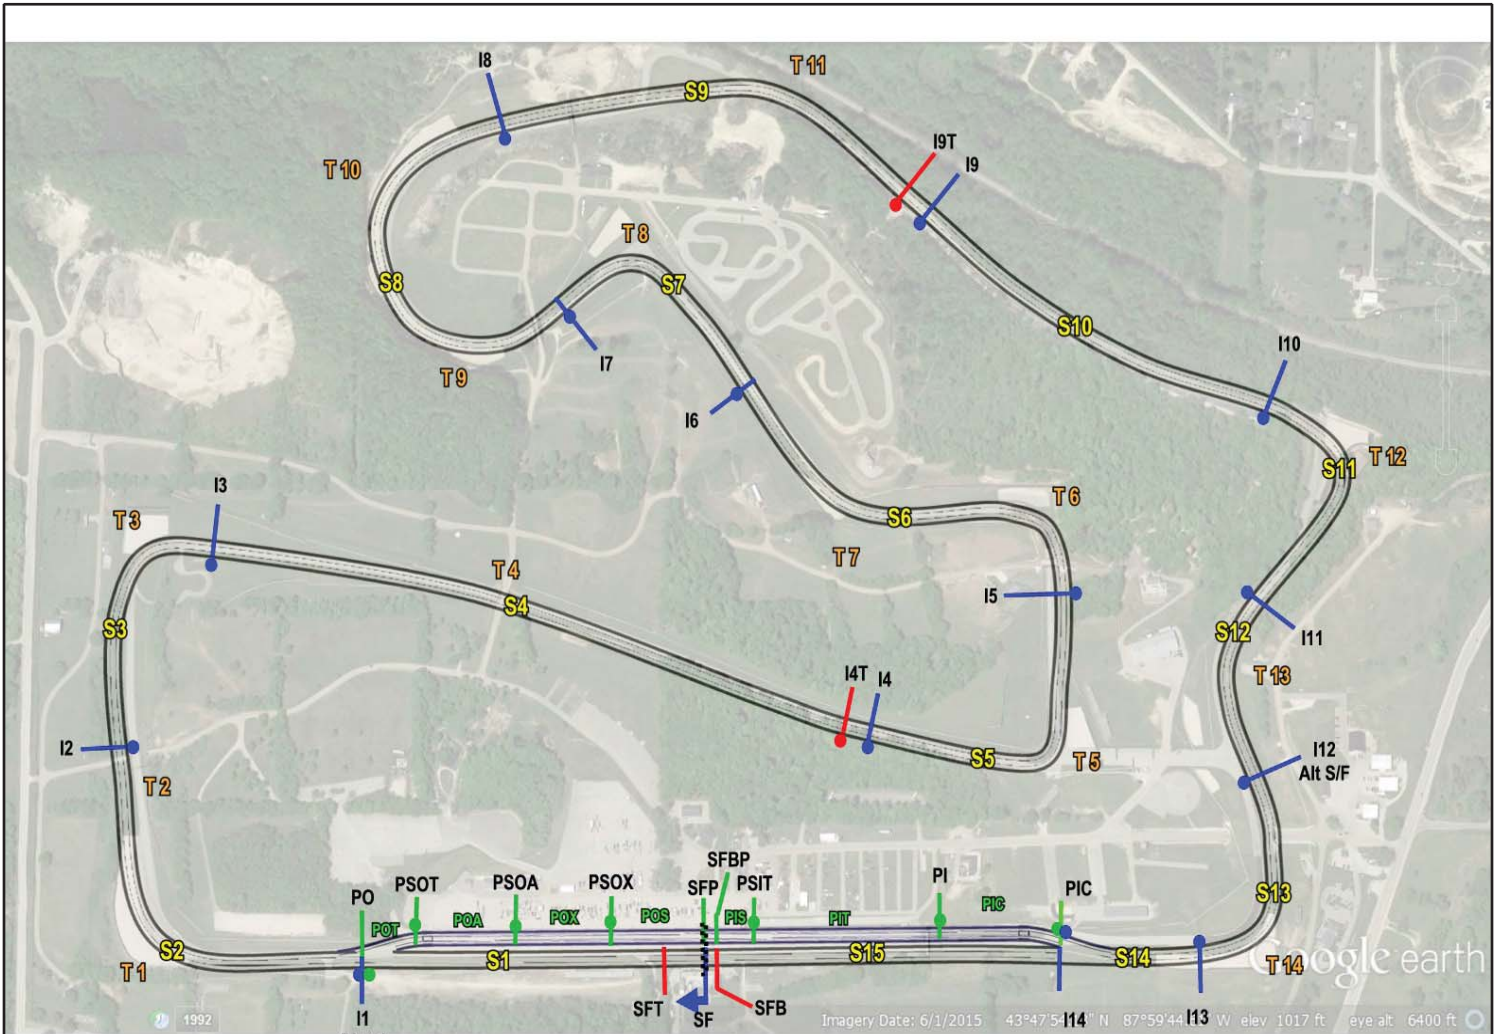 I8
T 11
S9
I9T
I9
T 10
T 8
S8
S7
S10
I10
I7
T 9
I6
T 12
S11
I3
T 3
T 6
S6
T 7
T 4
S4
I5
S3
S12
I11
T 13
I4T
I4
I2
T 2
S5
T 5
I12
Alt S/F
SFBP
PO
PSOT
PSOA
PSOX
SFP
PSIT
PI
PIC
S13
POT
POA
POX
POS
PIS
PIT
PIC
S2
T 1
S1
S15
S14
T 14
Google earth
SFT
SF
SFB
I1
I14
I13
1992
Imagery Date: 6/1/2015
W elev 1017 ft
eye alt 6400 ft